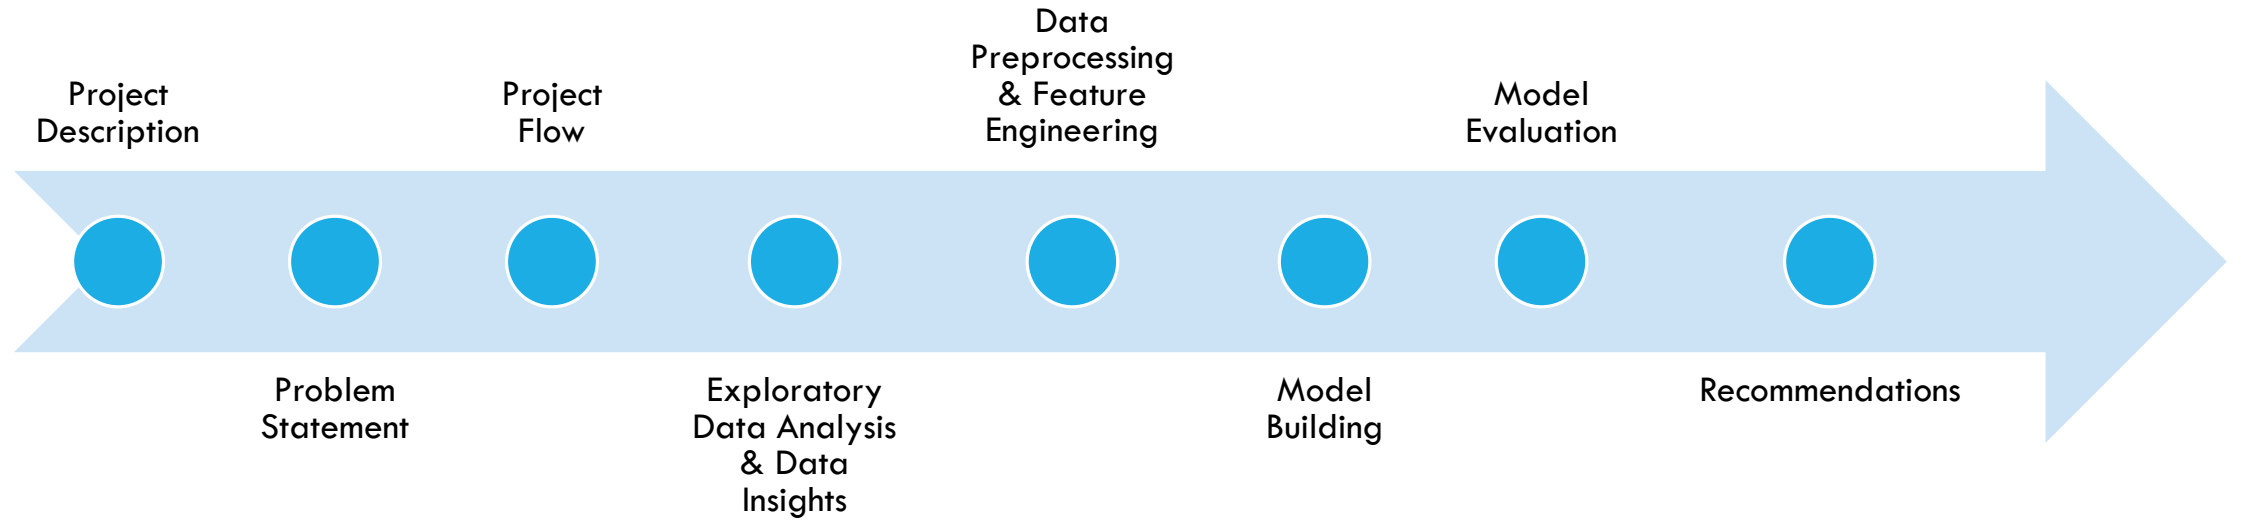 Project
Description
Problem
Statement
Project
Flow
Exploratory
Data Analysis
& Data
Insights
Data
Preprocessing
& Feature
Engineering
Model
Building
Model
Evaluation
Recommendations